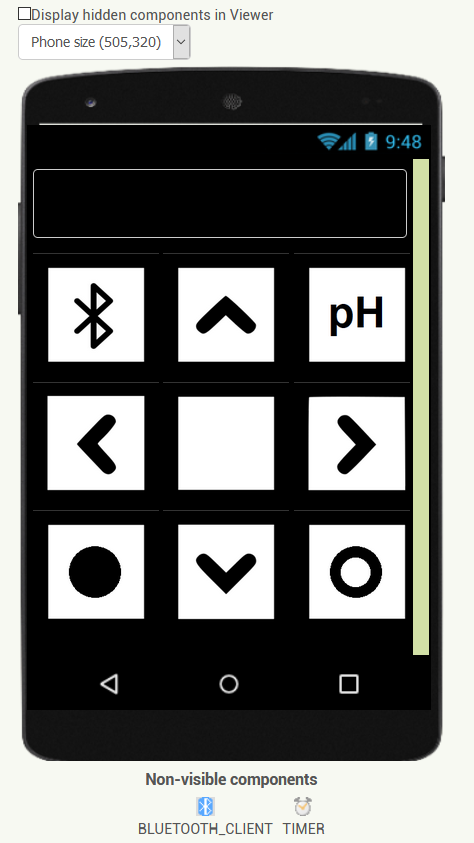 Display hidden components in Viewer
Phone size (505,320)
9:48
pH
Non-visible components
BLUETOOTH_CLIENT TIMER